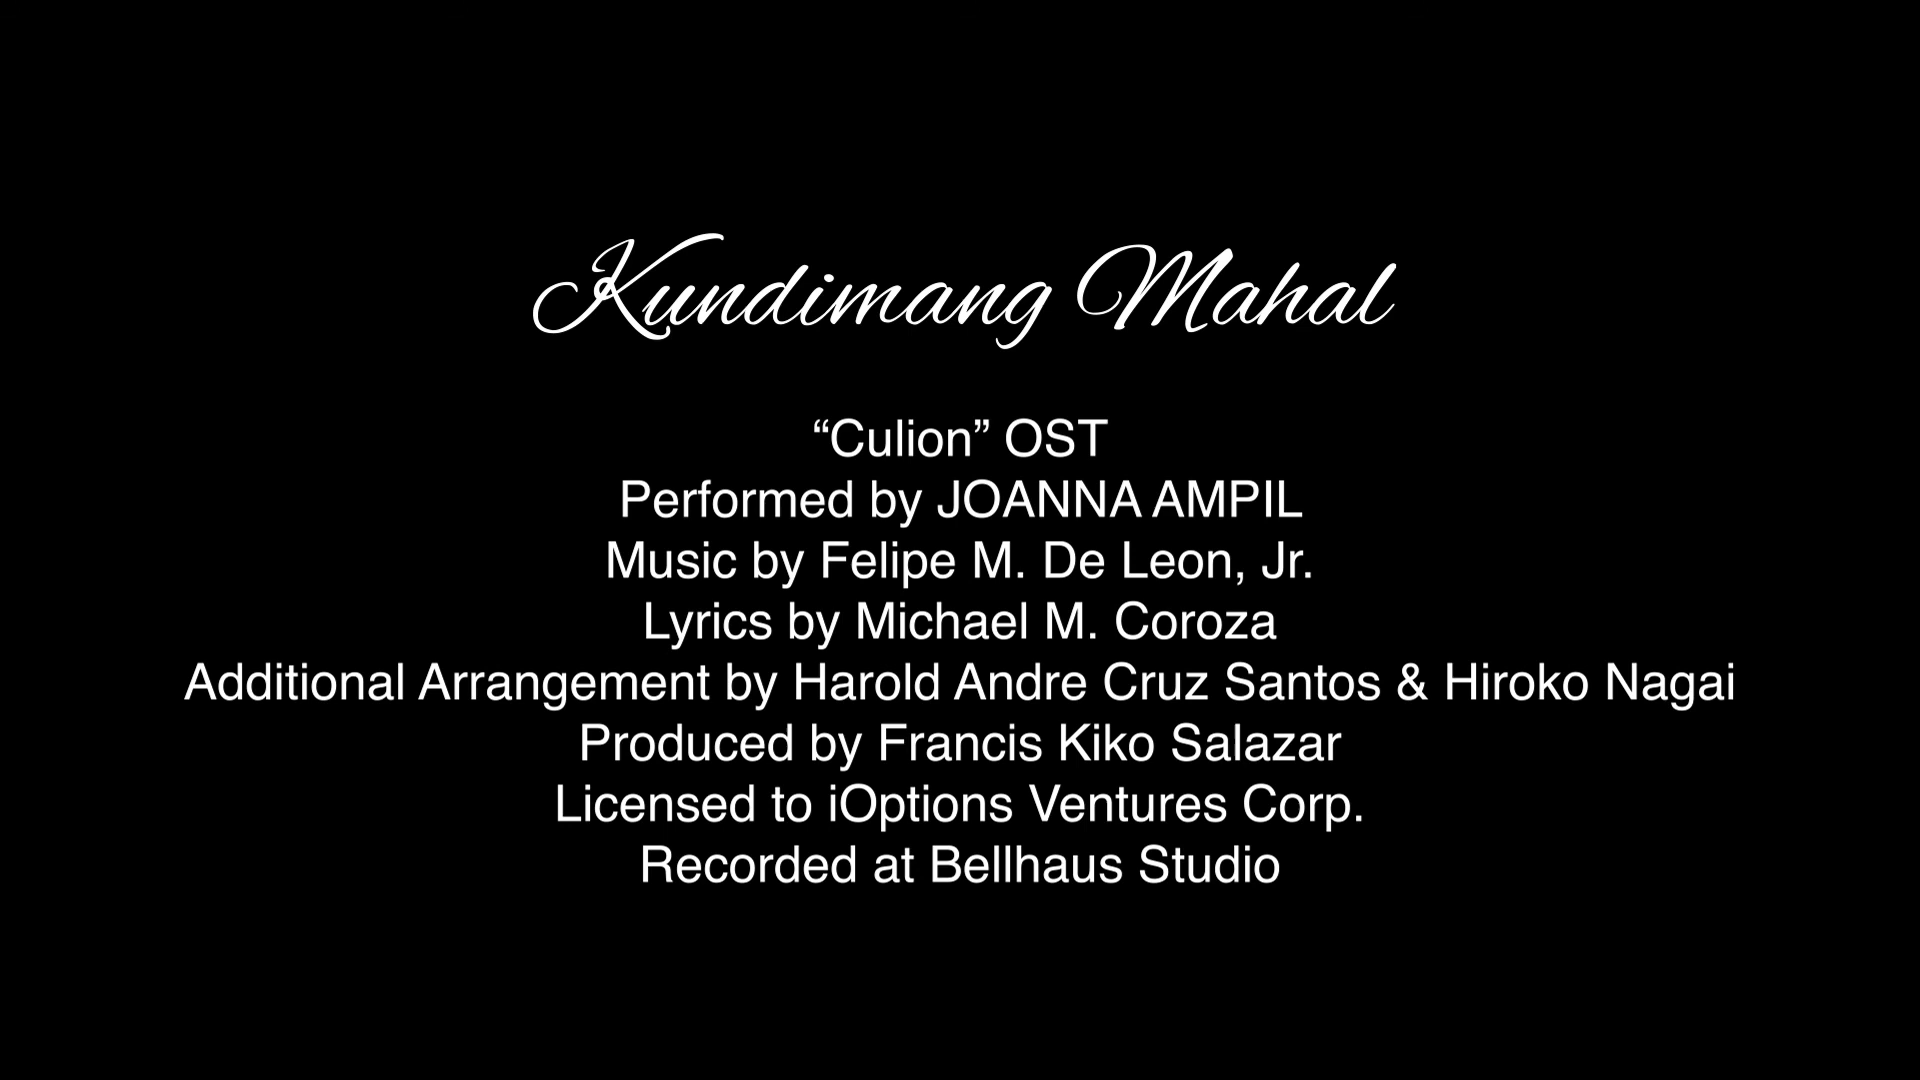 Kundimang Mahal
“Culion” OST
Performed by JOANNA AMPIL
Music by Felipe M. De Leon, Jr.
Lyrics by Michael M. Coroza
Additional Arrangement by Harold Andre Cruz Santos & Hiroko Nagai
Produced by Francis Kiko Salazar
Licensed to iOptions Ventures Corp.
Recorded at Bellhaus Studio